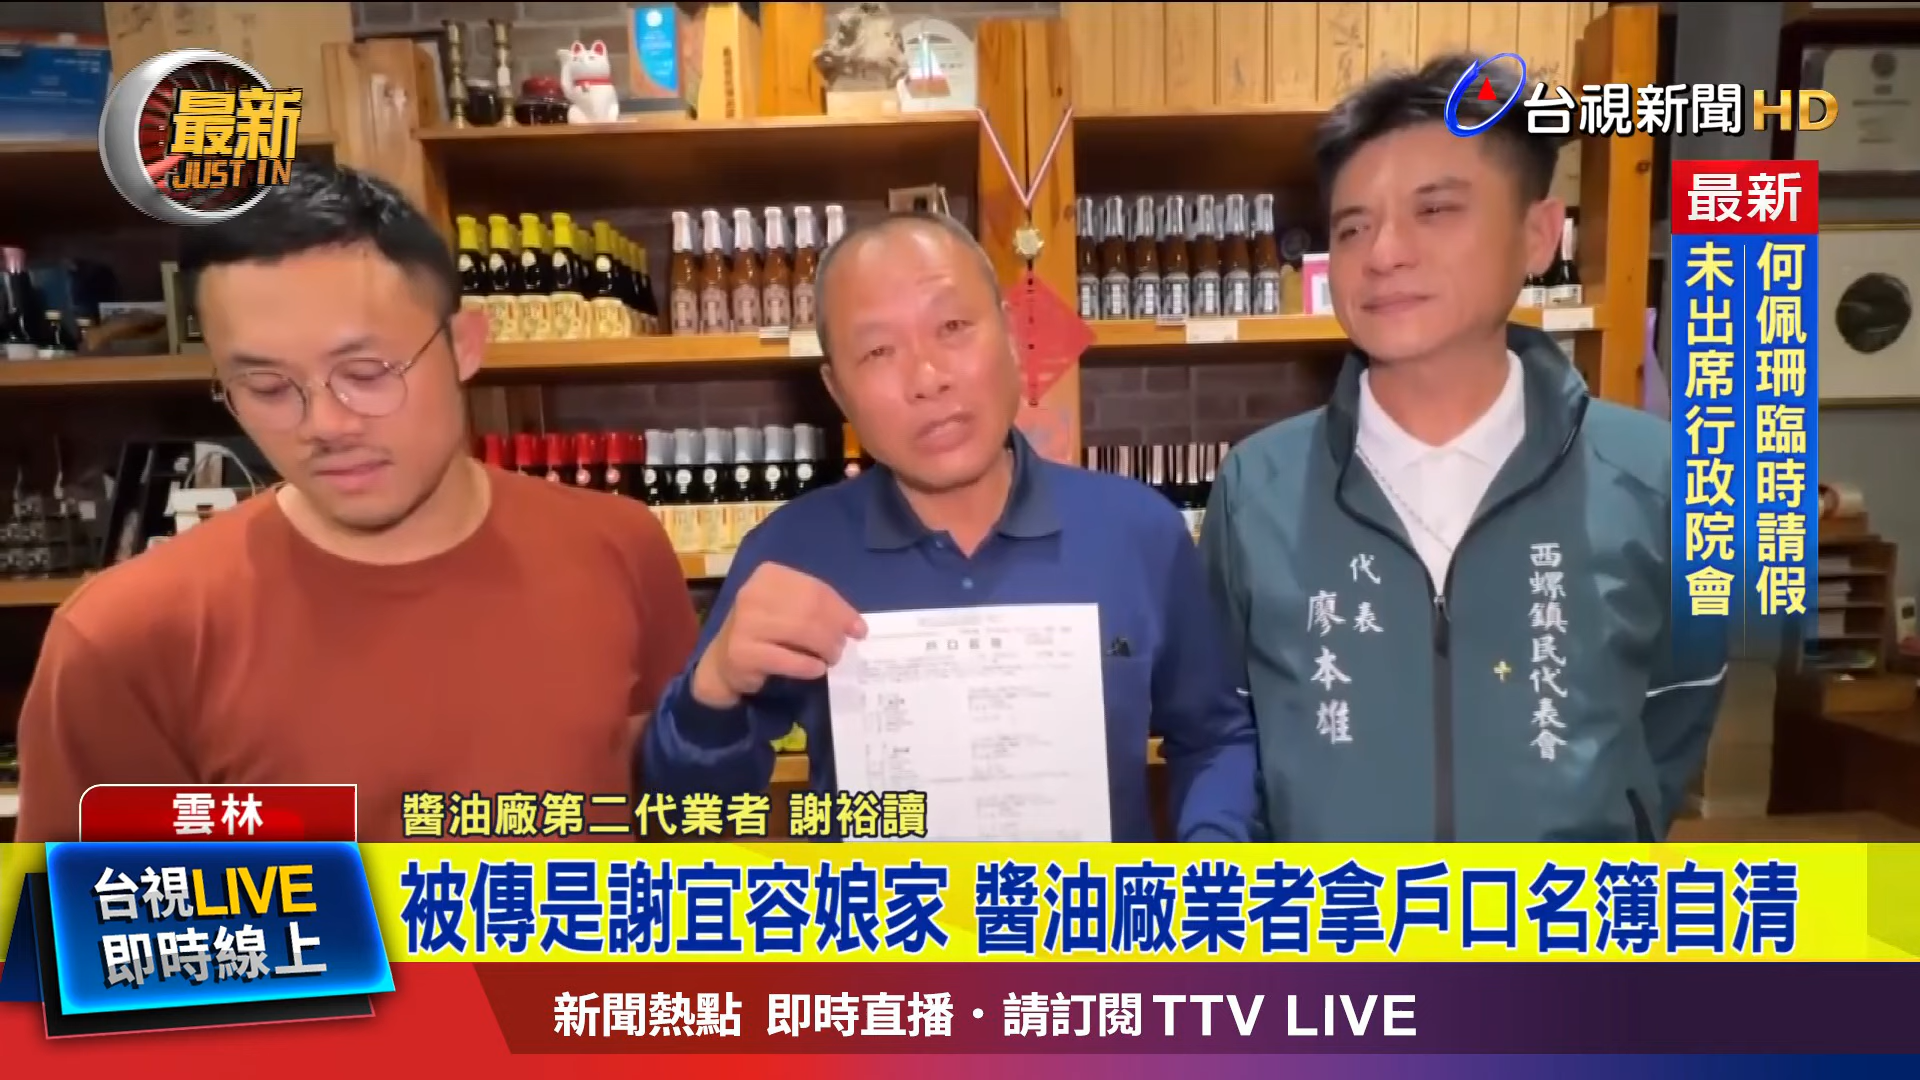 最新
JUST IN
台視新聞HD
最新
何佩珊臨時請假
未出席行政院會
戶口名簿
代表
廖本雄
西螺鎮民代表會
雲林
醬油廠第二代業者 謝裕讀
台視LIVE
即時線上
被傳是謝宜容娘家 醬油廠業者拿戶口名簿自清
新聞熱點 即時直播・請訂閱TTV LIVE